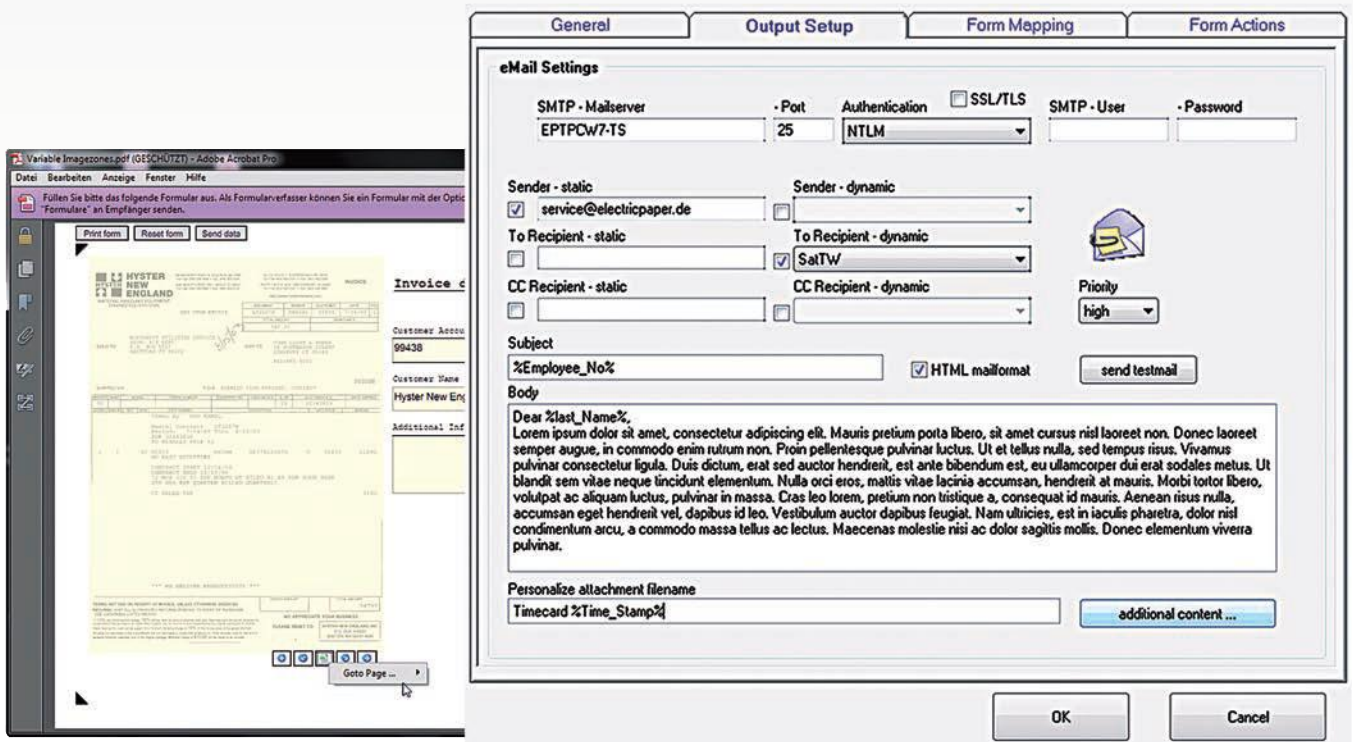 Variable Imagezones.pdf (GESCHÜTZT) - Adobe Acrobat Pro
Datei Bearbeiten Anzeige Fenster Hilfe
Füllen Sie bitte das folgende Formular aus. Als Formularverfasser können Sie ein Formular mit der Optio
"Formulare" an Empfänger senden.
Print form Reset form Send data
HYSTER
NEW
ENGLAND
INVOICE
Invoice d
Customer Accou
99438
Customer Name
Hyster New Eng
Additional Inf
Goto Page ...
General Output Setup Form Mapping Form Actions
eMail Settings
SMTP - Mailserver - Port Authentication SSL/TLS SMTP - User - Password
EPTPCW7-TS 25 NTLM
Sender - static Sender - dynamic
service@electricpaper.de
To Recipient - static To Recipient - dynamic
SatTW
CC Recipient - static CC Recipient - dynamic Priority
high
Subject
%Employee_No% HTML mailformat send testmail
Body
Dear %last_Name%,
Lorem ipsum dolor sit amet, consectetur adipiscing elit. Mauris pretium porta libero, sit amet cursus nisl laoreet non. Donec laoreet
semper augue, in commodo enim rutrum non. Proin pellentesque pulvinar luctus. Ut et tellus nulla, sed tempus risus. Vivamus
pulvinar consectetur ligula. Duis dictum, erat sed auctor hendrerit, est ante bibendum est, eu ullamcorper dui erat sodales metus. Ut
blandit sem vitae neque tincidunt elementum. Nulla orci eros, mattis vitae lacinia accumsan, hendrerit at mauris. Morbi tortor libero,
volutpat ac aliquam luctus, pulvinar in massa. Cras leo lorem, pretium non tristique a, consequat id mauris. Aenean risus nulla,
accumsan eget hendrerit vel, dapibus id leo. Vestibulum auctor dapibus feugiat. Nam ultricies, est in iaculis pharetra, dolor nisl
condimentum arcu, a commodo massa tellus ac lectus. Maecenas molestie nisi ac dolor sagittis mollis. Donec elementum viverra
pulvinar.
Personalize attachment filename
Timecard %Time_Stamp% additional content ...
OK Cancel